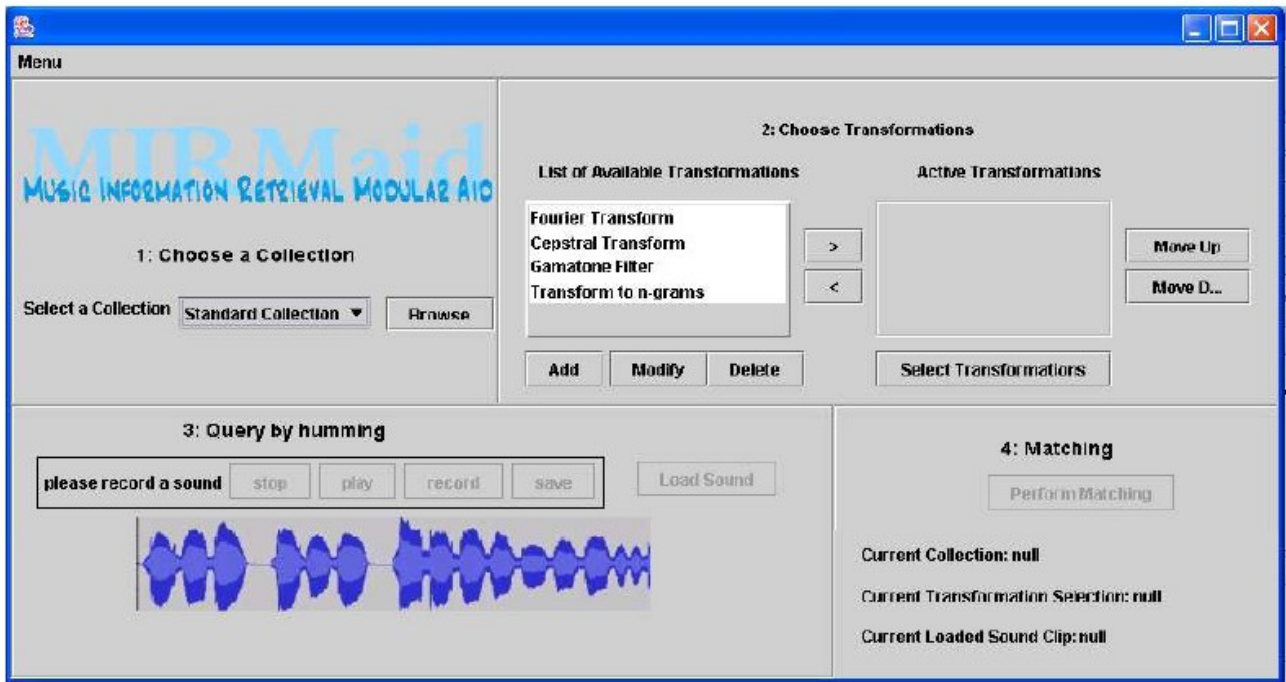 Menu
MIRMaid
MUSIC INFORMATION RETRIEVAL MODULAR AID
1: Choose a Collection
Select a Collection Standard Collection Browse
2: Choose Transformations
List of Available Transformations
Fourier Transform
Cepstral Transform
Gamatone Filter
Transform to n-grams
>
<
Add Modify Delete
Active Transformations
Move Up
Move D...
Select Transformations
3: Query by humming
please record a sound stop play record save Load Sound
4: Matching
Perform Matching
Current Collection: null
Current Transformation Selection: null
Current Loaded Sound Clip: null